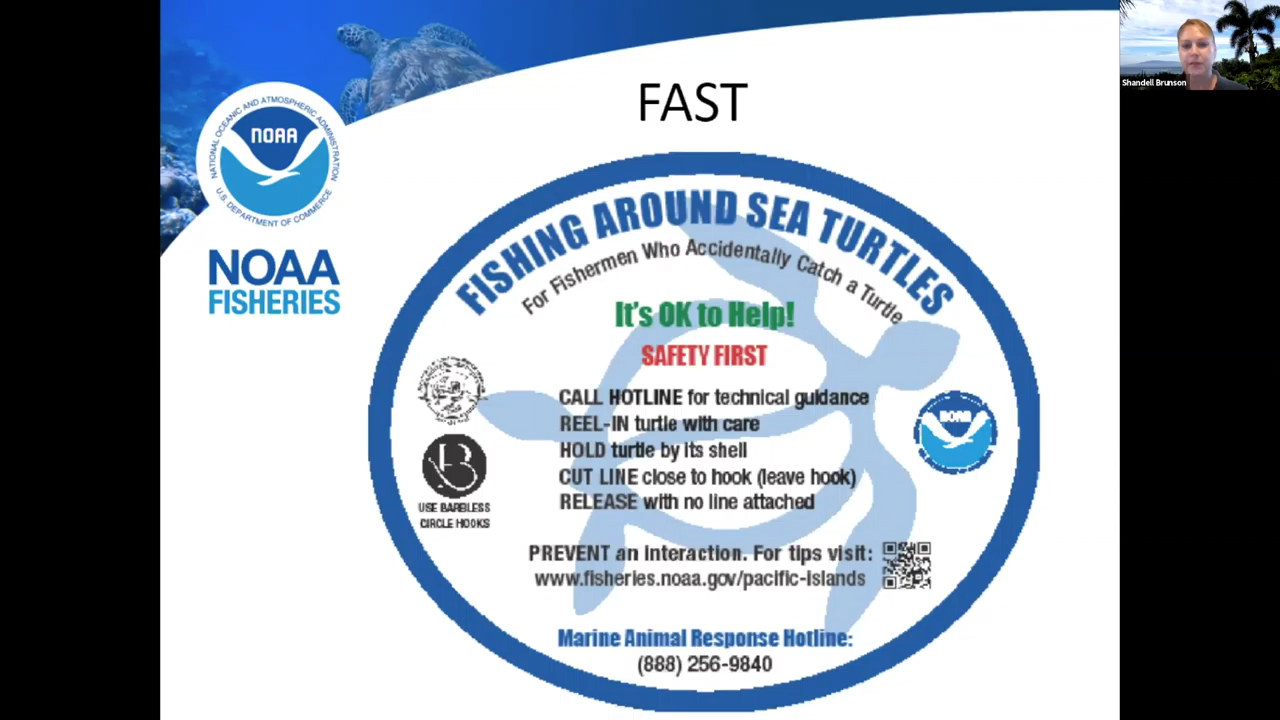 FAST
Shandell Brunson
NATIONAL OCEANIC AND ATMOSPHERIC ADMINISTRATION
NOAA
U.S. DEPARTMENT OF COMMERCE
NOAA
FISHERIES
FISHING AROUND SEA TURTLES
For Fishermen Who Accidentally Catch a Turtle
It's OK to Help!
SAFETY FIRST
CALL HOTLINE for technical guidance
REEL-IN turtle with care
HOLD turtle by its shell
CUT LINE close to hook (leave hook)
RELEASE with no line attached
NOAA
USE BARBLESS
CIRCLE HOOKS
PREVENT an interaction. For tips visit:
www.fisheries.noaa.gov/pacific-islands
Marine Animal Response Hotline:
(888) 256-9840